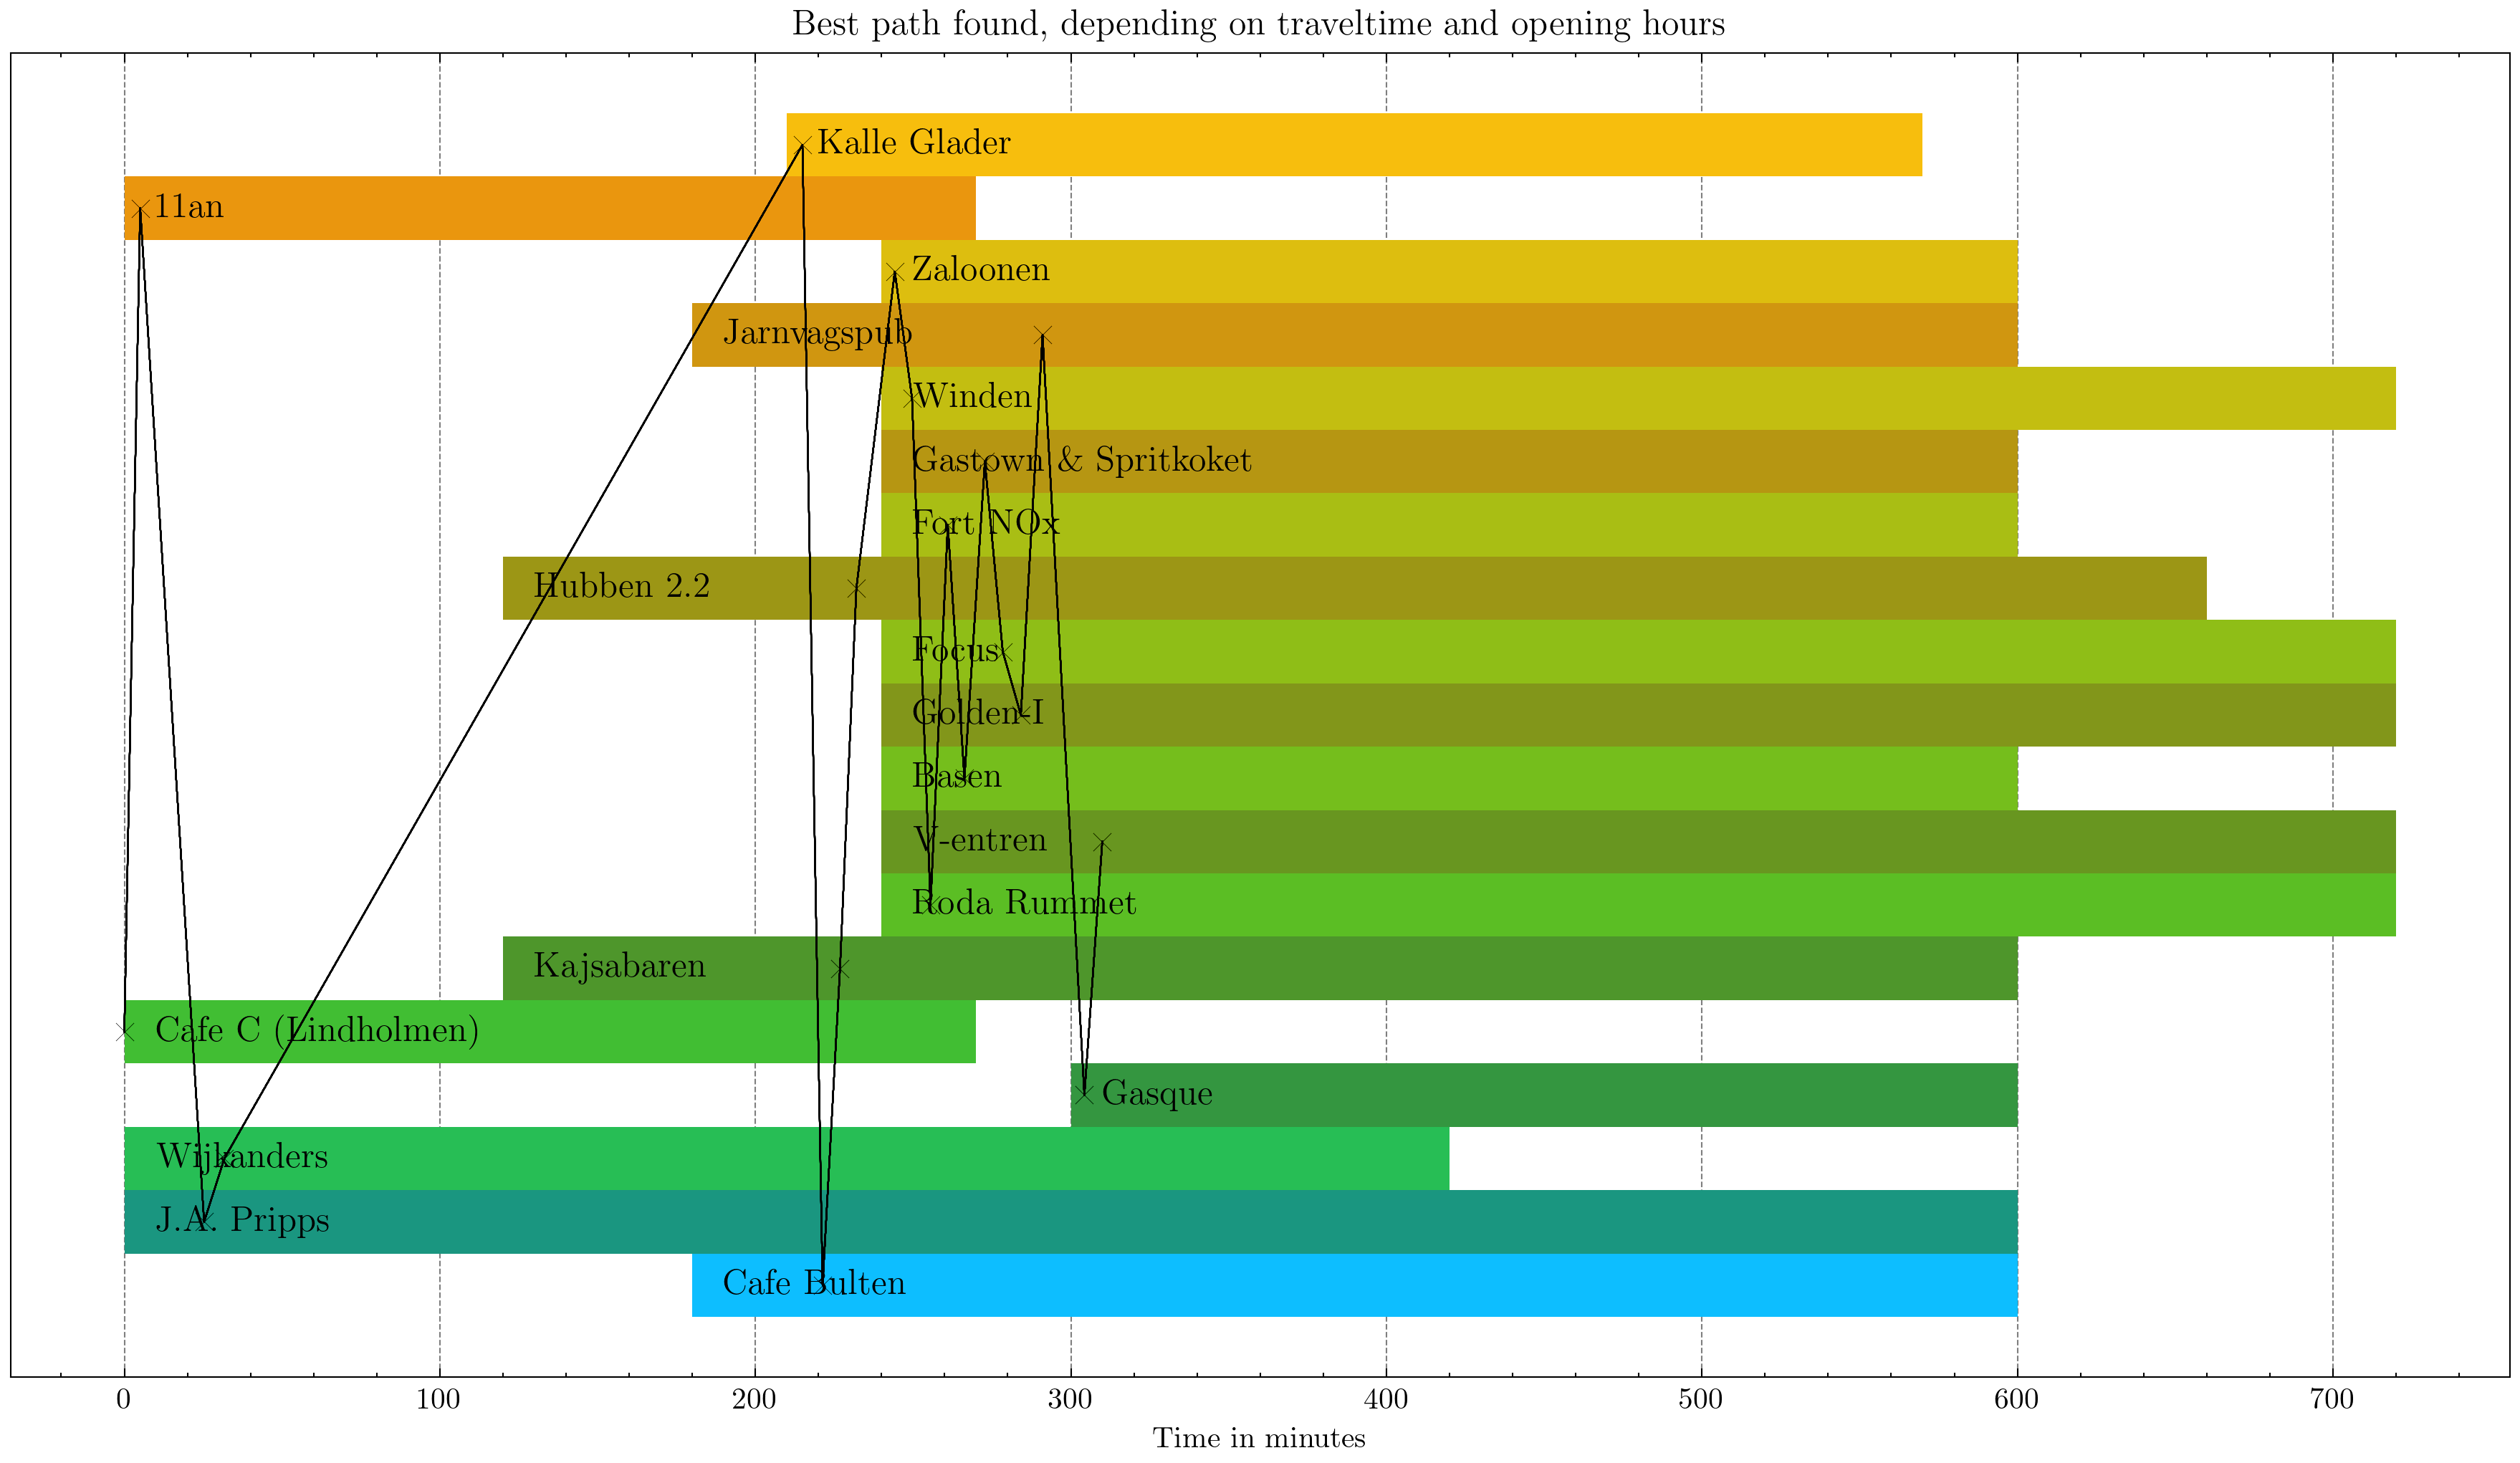 Best path found, depending on traveltime and opening hours
Kalle Glader
11an
Zaloonen
Jarnvagspub
Winden
Gastown & Spritkoket
Fort NOx
Hubben 2.2
Focus
Golden-I
Basen
V-entren
Roda Rummet
Kajsabaren
Cafe C (Lindholmen)
Gasque
Wijkanders
J.A. Pripps
Cafe Bulten
0 100 200 300 400 500 600 700
Time in minutes